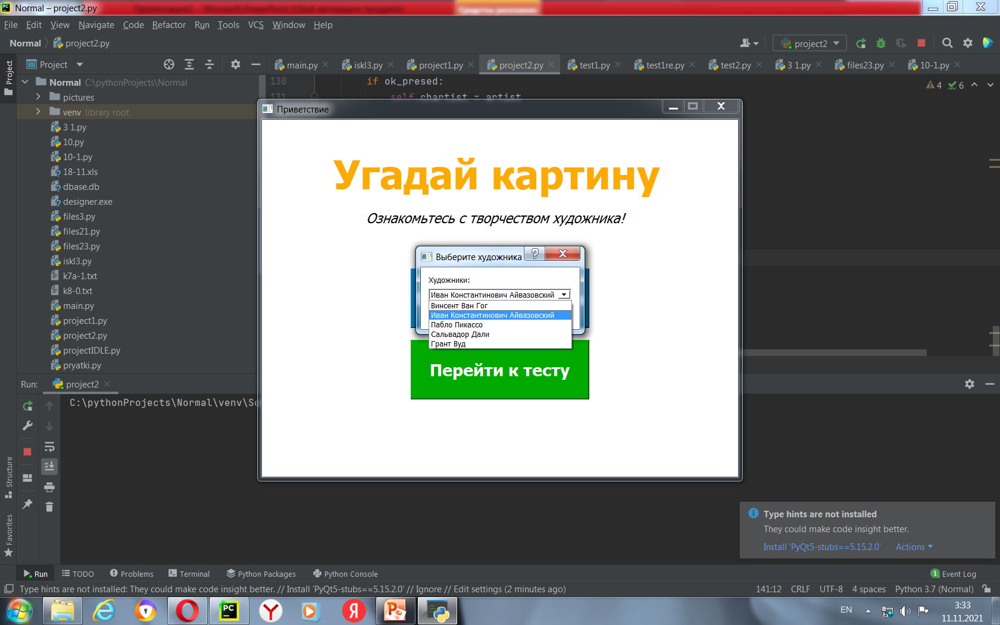 Normal – project2.py
File Edit View Navigate Code Refactor Run Tools VCS Window Help
Normal project2.py
project2
Project
main.py iskl3.py project1.py project2.py test1.py test1re.py test2.py 3 1.py files23.py 10-1.py
Project
Normal C:\pythonProjects\Normal
pictures
venv library root
3 1.py
10.py
10-1.py
18-11.xls
dbase.db
designer.exe
files3.py
files21.py
files23.py
iskl3.py
k7a-1.txt
k8-0.txt
main.py
project1.py
project2.py
projectIDLE.py
pryatki.py
130 if ok_presed:
131 self.chartist = artist
4 6
Приветствие
Угадай картину
Ознакомьтесь с творчеством художника!
Выберите художника
Художники:
Иван Константинович Айвазовский
Винсент Ван Гог
Иван Константинович Айвазовский
Пабло Пикассо
Сальвадор Дали
Грант Вуд
Перейти к тесту
Run: project2
C:\pythonProjects\Normal\venv\Sc
Structure
Favorites
Type hints are not installed
They could make code insight better.
Install 'PyQt5-stubs==5.15.2.0' Actions
Run TODO Problems Terminal Python Packages Python Console
1 Event Log
Type hints are not installed: They could make code insight better. // Install 'PyQt5-stubs==5.15.2.0' // Ignore // Edit settings (2 minutes ago)
141:12 CRLF UTF-8 4 spaces Python 3.7 (Normal)
EN
3:33
11.11.2021